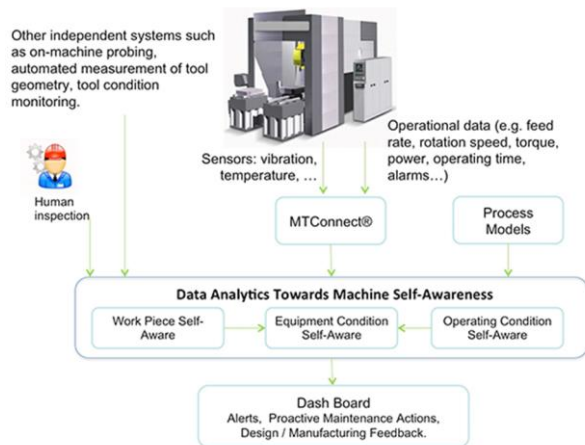 Other independent systems such
as on-machine probing,
automated measurement of tool
geometry, tool condition
monitoring.
Operational data (e.g. feed
rate, rotation speed, torque,
power, operating time,
alarms…)
Sensors: vibration,
temperature, …
Human
inspection
MTConnect®
Process
Models
Data Analytics Towards Machine Self-Awareness
Work Piece Self-
Aware
Equipment Condition
Self-Aware
Operating Condition
Self-Aware
Dash Board
Alerts, Proactive Maintenance Actions,
Design / Manufacturing Feedback.